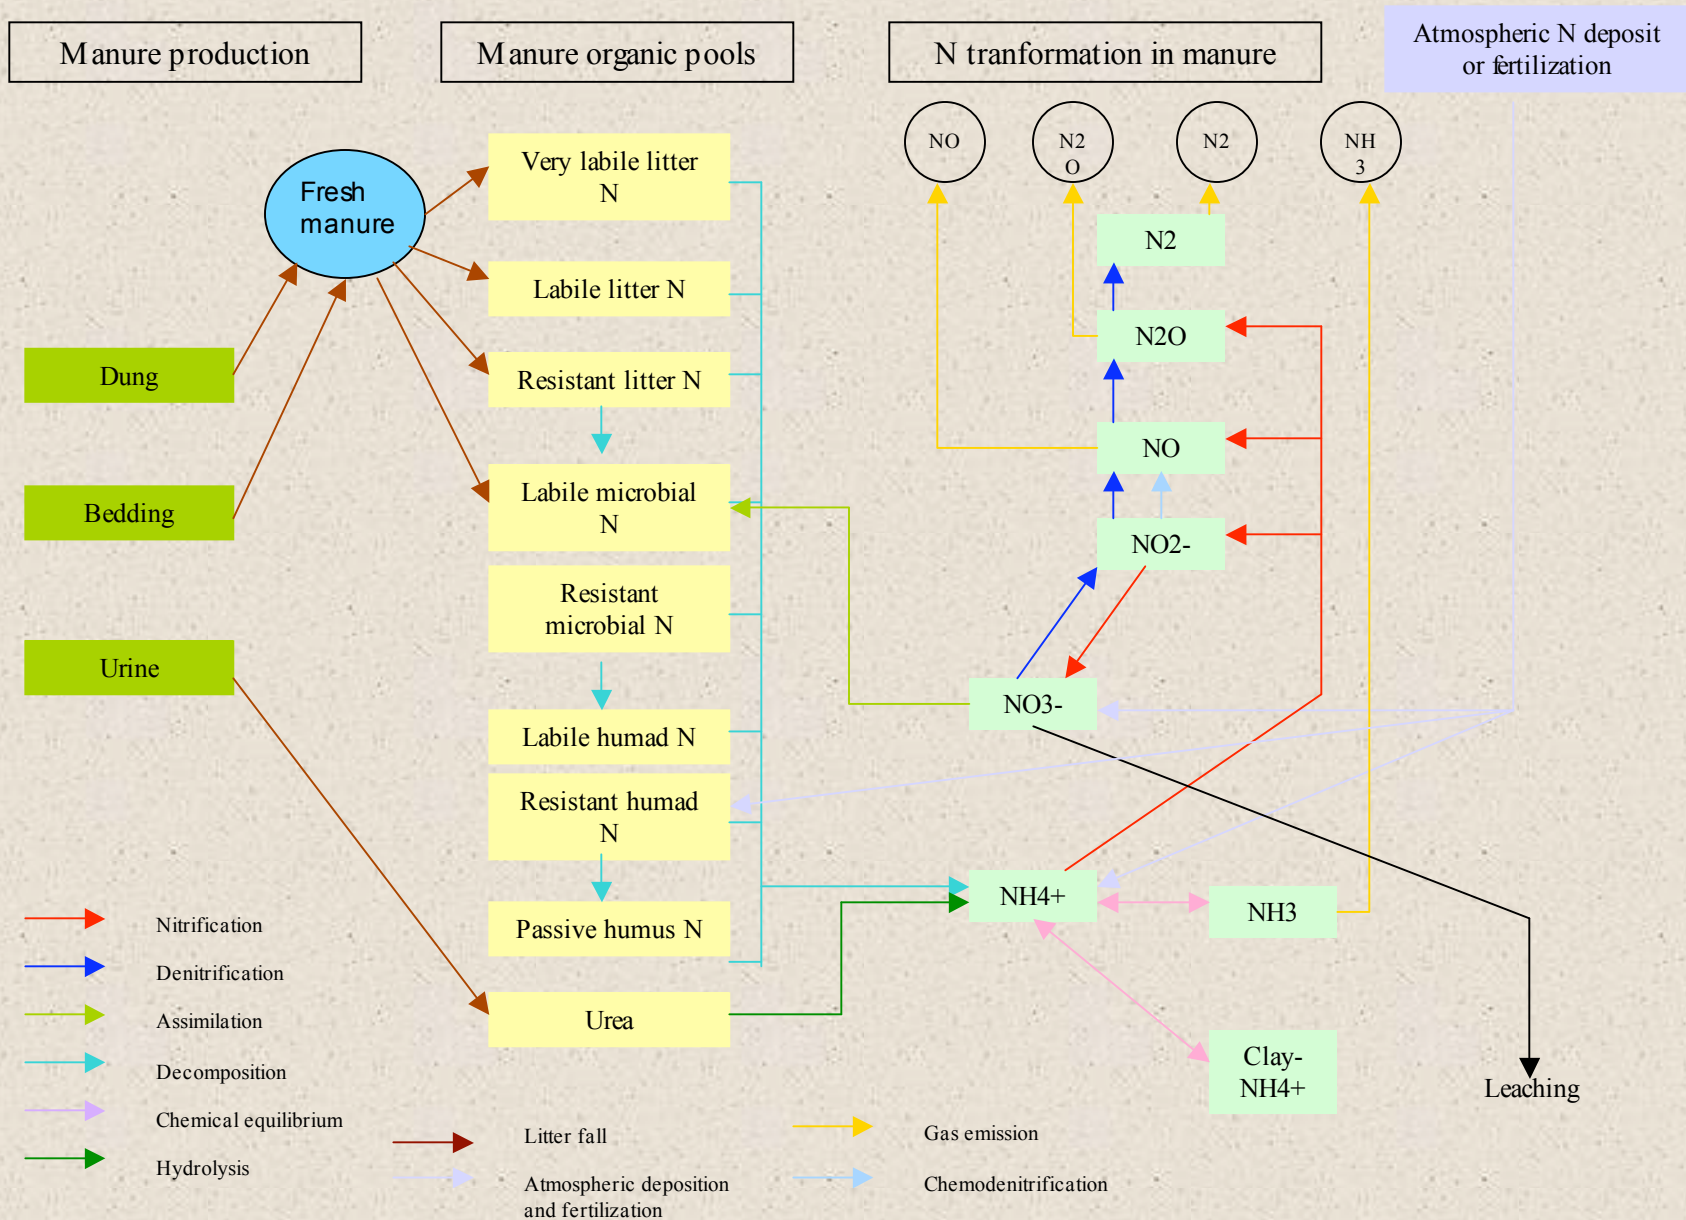 Manure production
Manure organic pools
N tranformation in manure
Atmospheric N deposit
or fertilization
NO
N2
O
N2
NH
3
Fresh
manure
Very labile litter
N
Labile litter N
Resistant litter N
Labile microbial
N
Resistant
microbial N
Labile humad N
Resistant humad
N
Passive humus N
Urea
Dung
Bedding
Urine
N2
N2O
NO
NO2-
NO3-
NH4+
NH3
Clay-
NH4+
Leaching
Nitrification
Denitrification
Assimilation
Decomposition
Chemical equilibrium
Hydrolysis
Litter fall
Atmospheric deposition
and fertilization
Gas emission
Chemodenitrification